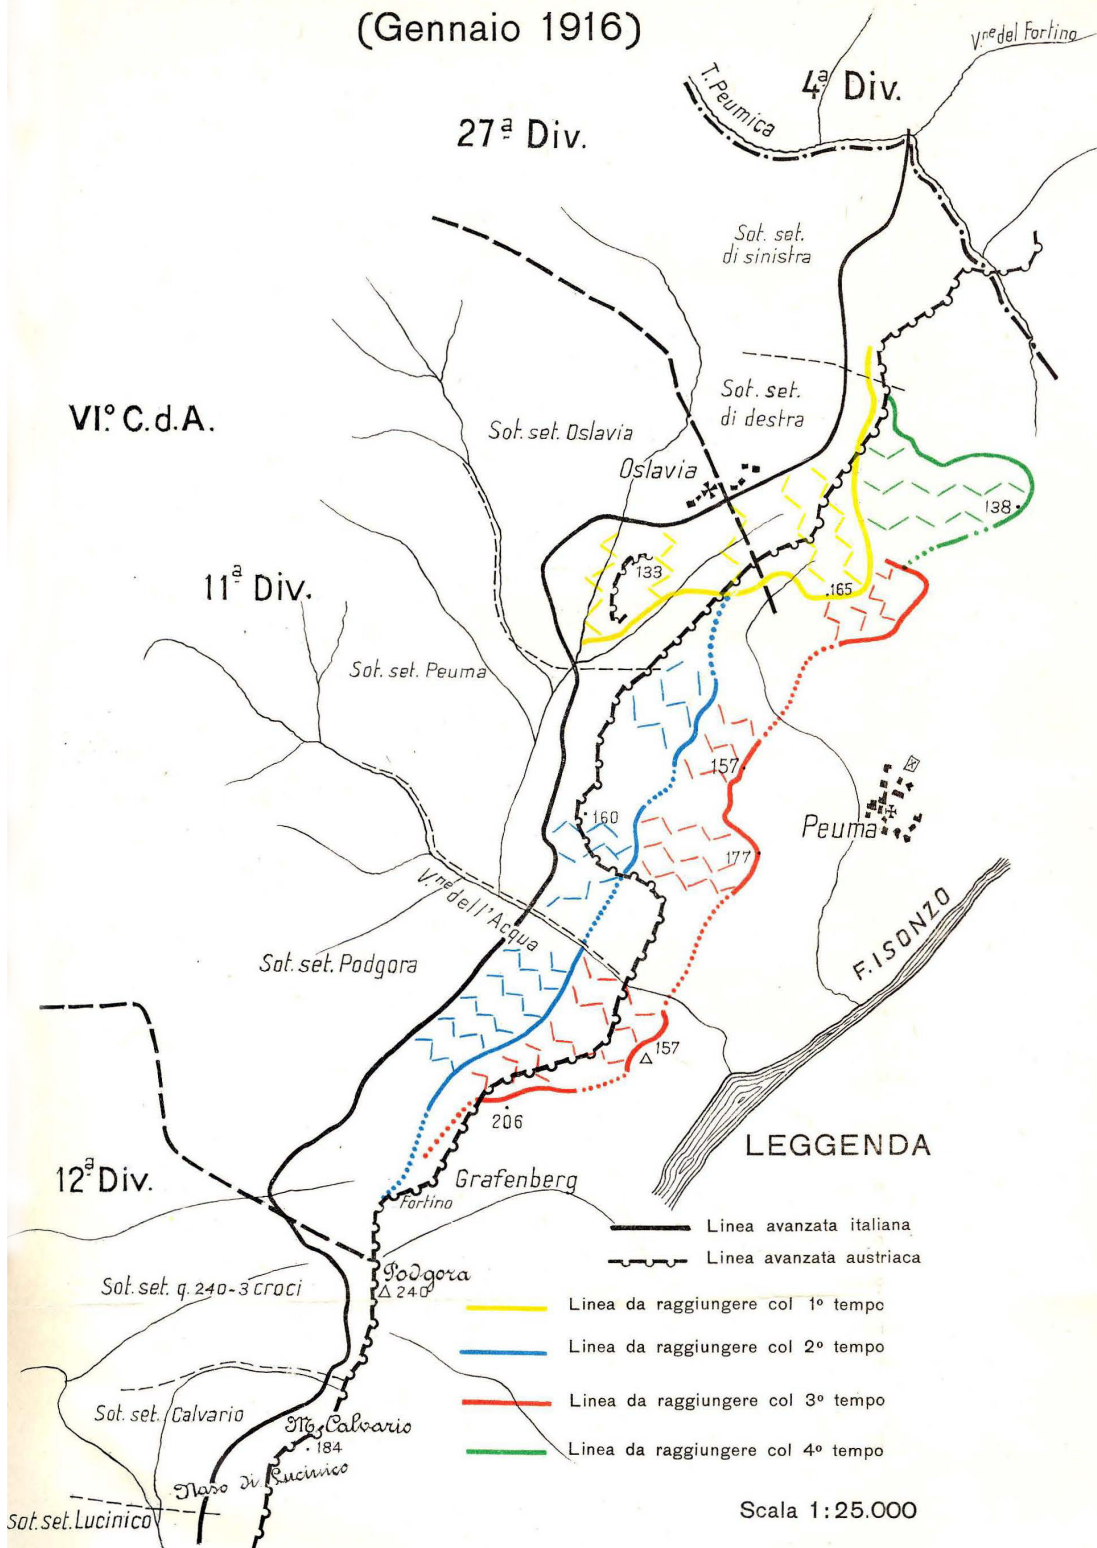 (Gennaio 1916)
V.ne del Fortino
T. Peumica
4ª Div.
27ª Div.
Sot. set.
di sinistra
VI.º C.d.A.
Sot. set.
di destra
Sot. set. Oslavia
Oslavia
138
133
165
11ª Div.
Sot. set. Peuma
157
160
Peuma
177
V.ne dell'Acqua
F. ISONZO
Sot. set. Podgora
157
206
LEGGENDA
12ª Div.
Grafenberg
Fortino
Linea avanzata italiana
Linea avanzata austriaca
Podgora
240
Sot. set. q. 240-3 croci
Linea da raggiungere col 1º tempo
Linea da raggiungere col 2º tempo
Linea da raggiungere col 3º tempo
Sot. set. Calvario
M. Calvario
184
Linea da raggiungere col 4º tempo
Naso di Lucinico
Scala 1:25.000
Sot. set. Lucinico